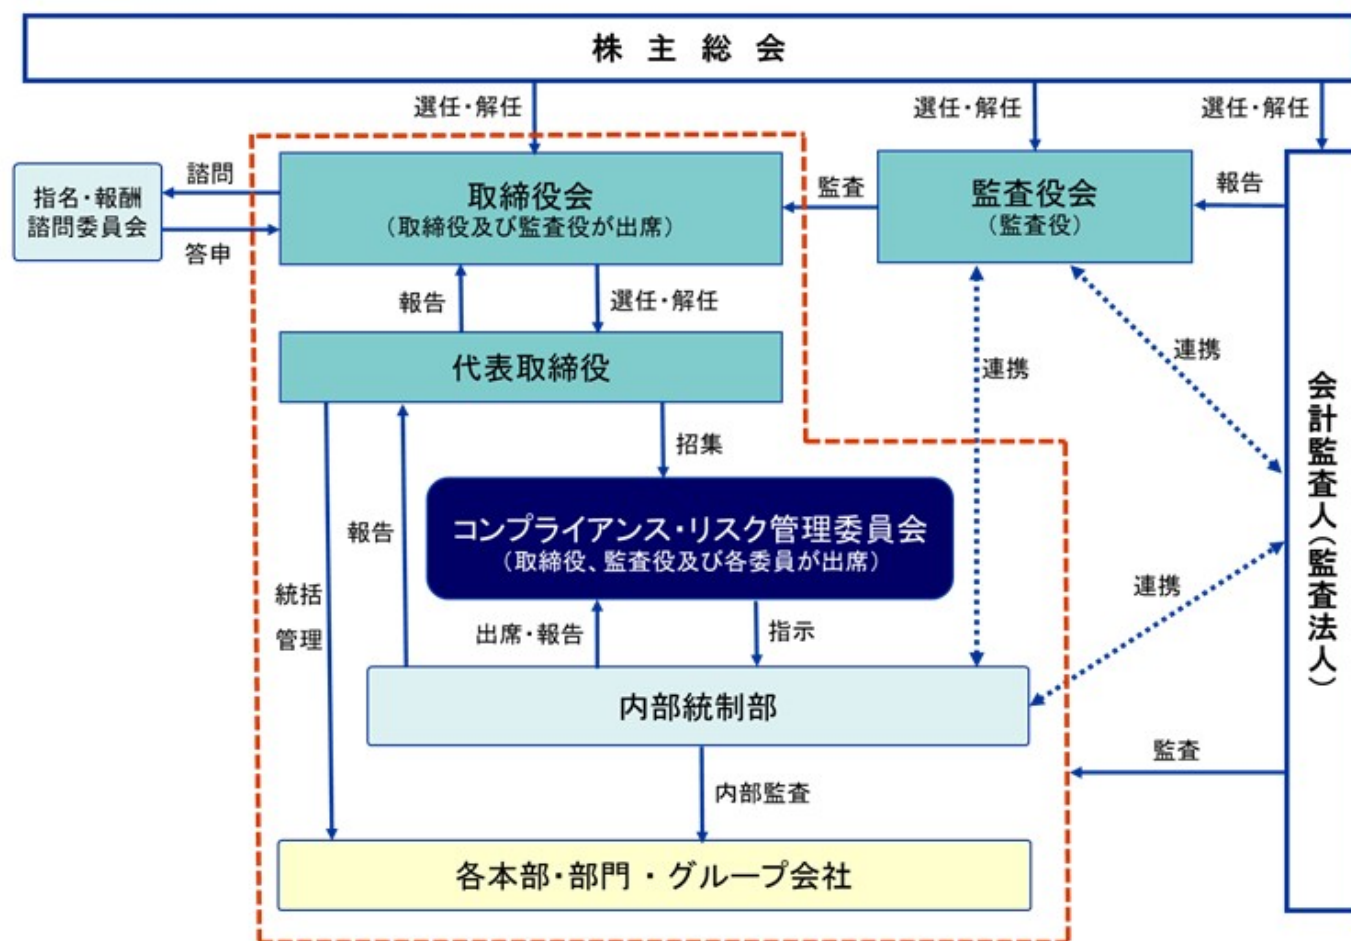 株主総会
選任・解任
選任・解任
選任・解任
指名・報酬
諮問委員会
諮問
答申
取締役会
（取締役及び監査役が出席）
監査
監査役会
（監査役）
報告
報告
選任・解任
代表取締役
連携
連携
会計監査人（監査法人）
招集
コンプライアンス・リスク管理委員会
（取締役、監査役及び各委員が出席）
報告
統括
管理
出席・報告
指示
連携
内部統制部
監査
内部監査
各本部・部門・グループ会社